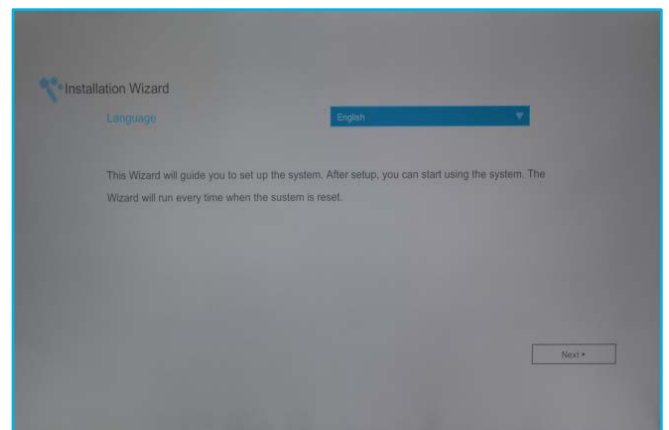 Installation Wizard
Language
English
This Wizard will guide you to set up the system. After setup, you can start using the system. The
Wizard will run every time when the sustem is reset.
Next